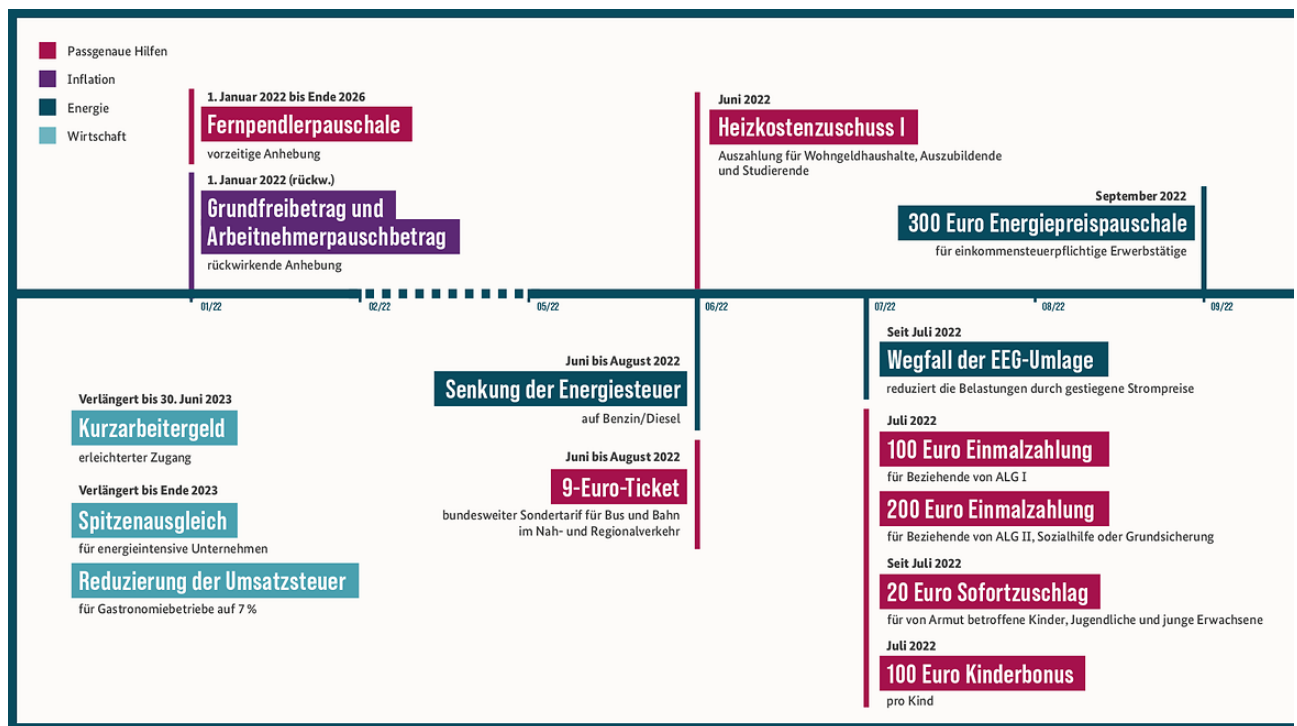 Passgenaue Hilfen
Inflation
Energie
Wirtschaft
1. Januar 2022 bis Ende 2026
Fernpendlerpauschale
vorzeitige Anhebung
1. Januar 2022 (rückw.)
Grundfreibetrag und
Arbeitnehmerpauschbetrag
rückwirkende Anhebung
Juni 2022
Heizkostenzuschuss I
Auszahlung für Wohngeldhaushalte, Auszubildende
und Studierende
September 2022
300 Euro Energiepreispauschale
für einkommensteuerpflichtige Erwerbstätige
01/22
02/22
05/22
06/22
07/22
08/22
09/22
Verlängert bis 30. Juni 2023
Kurzarbeitergeld
erleichterter Zugang
Verlängert bis Ende 2023
Spitzenausgleich
für energieintensive Unternehmen
Reduzierung der Umsatzsteuer
für Gastronomiebetriebe auf 7 %
Juni bis August 2022
Senkung der Energiesteuer
auf Benzin/Diesel
Juni bis August 2022
9-Euro-Ticket
bundesweiter Sondertarif für Bus und Bahn
im Nah- und Regionalverkehr
Seit Juli 2022
Wegfall der EEG-Umlage
reduziert die Belastungen durch gestiegene Strompreise
Juli 2022
100 Euro Einmalzahlung
für Beziehende von ALG I
200 Euro Einmalzahlung
für Beziehende von ALG II, Sozialhilfe oder Grundsicherung
Seit Juli 2022
20 Euro Sofortzuschlag
für von Armut betroffene Kinder, Jugendliche und junge Erwachsene
Juli 2022
100 Euro Kinderbonus
pro Kind